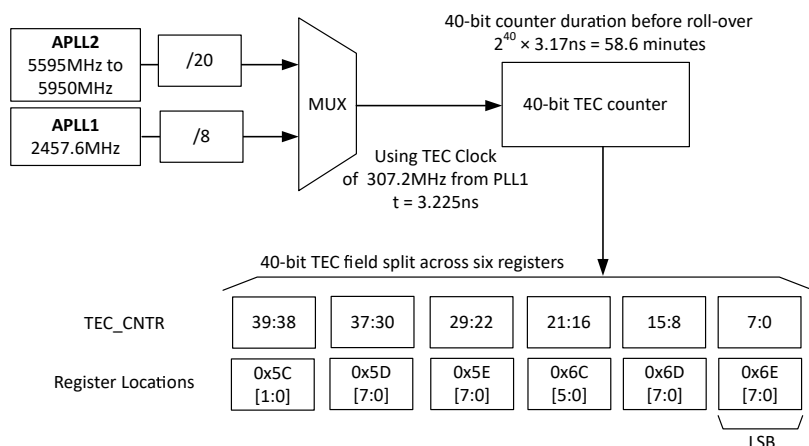 40-bit counter duration before roll-over
2^40 × 3.17ns = 58.6 minutes
APLL2
5595MHz to
5950MHz
/20
MUX
40-bit TEC counter
APLL1
2457.6MHz
/8
Using TEC Clock
of 307.2MHz from PLL1
t = 3.225ns
40-bit TEC field split across six registers
TEC_CNTR
39:38
37:30
29:22
21:16
15:8
7:0
Register Locations
0x5C
[1:0]
0x5D
[7:0]
0x5E
[7:0]
0x6C
[5:0]
0x6D
[7:0]
0x6E
[7:0]
LSB